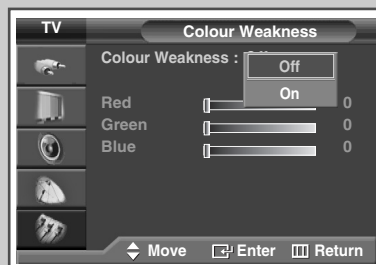 TV
Colour Weakness
Colour Weakness :
Off
On
Red 0
Green 0
Blue 0
Move Enter Return